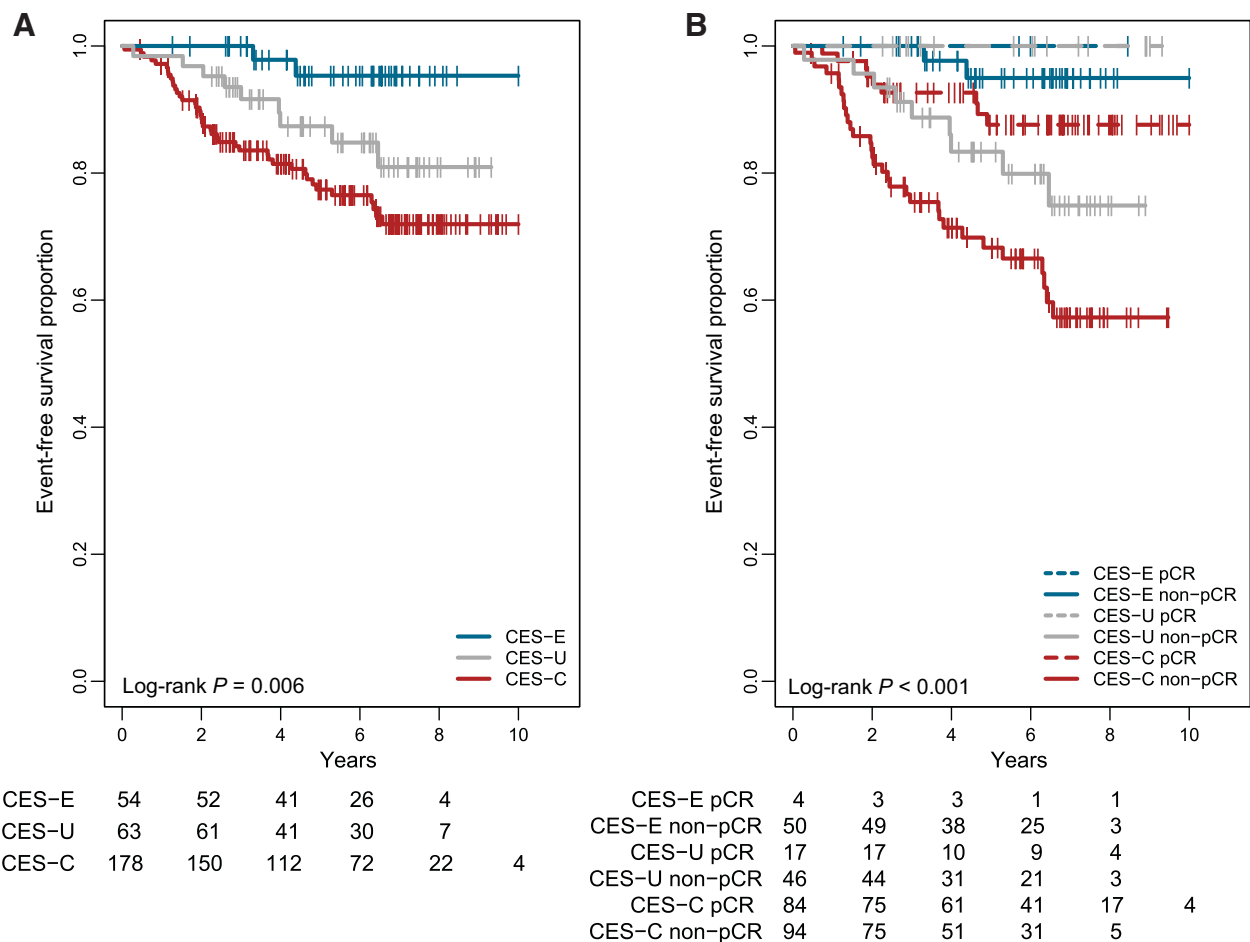 A
B
Event-free survival proportion
1.0
0.8
0.6
0.4
0.2
0.0
CES−E
CES−U
CES−C
Log-rank P = 0.006
0 2 4 6 8 10
Years
CES−E 54 52 41 26 4
CES−U 63 61 41 30 7
CES−C 178 150 112 72 22 4
Event-free survival proportion
1.0
0.8
0.6
0.4
0.2
0.0
CES−E pCR
CES−E non−pCR
CES−U pCR
CES−U non−pCR
CES−C pCR
CES−C non−pCR
Log-rank P < 0.001
0 2 4 6 8 10
Years
CES−E pCR 4 3 3 1 1
CES−E non−pCR 50 49 38 25 3
CES−U pCR 17 17 10 9 4
CES−U non−pCR 46 44 31 21 3
CES−C pCR 84 75 61 41 17 4
CES−C non−pCR 94 75 51 31 5